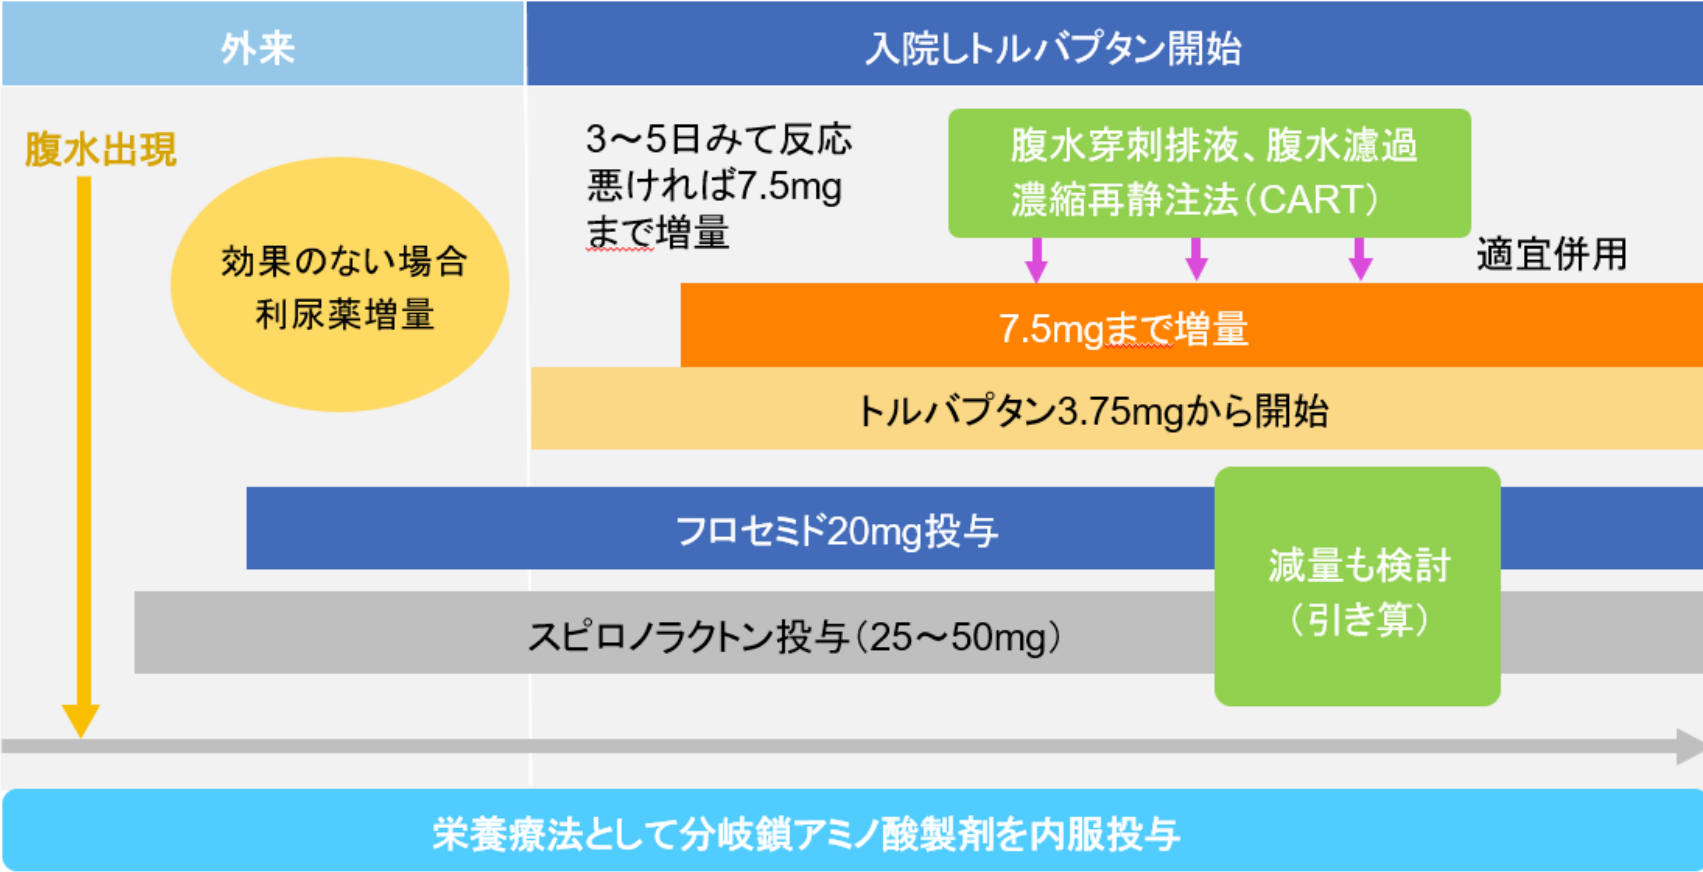 外来
入院しトルバプタン開始
腹水出現
効果のない場合
利尿薬増量
3～5日みて反応
悪ければ7.5mg
まで増量
腹水穿刺排液、腹水濾過
濃縮再静注法（CART）
適宜併用
7.5mgまで増量
トルバプタン3.75mgから開始
フロセミド20mg投与
スピロノラクトン投与（25～50mg）
減量も検討
（引き算）
栄養療法として分岐鎖アミノ酸製剤を内服投与